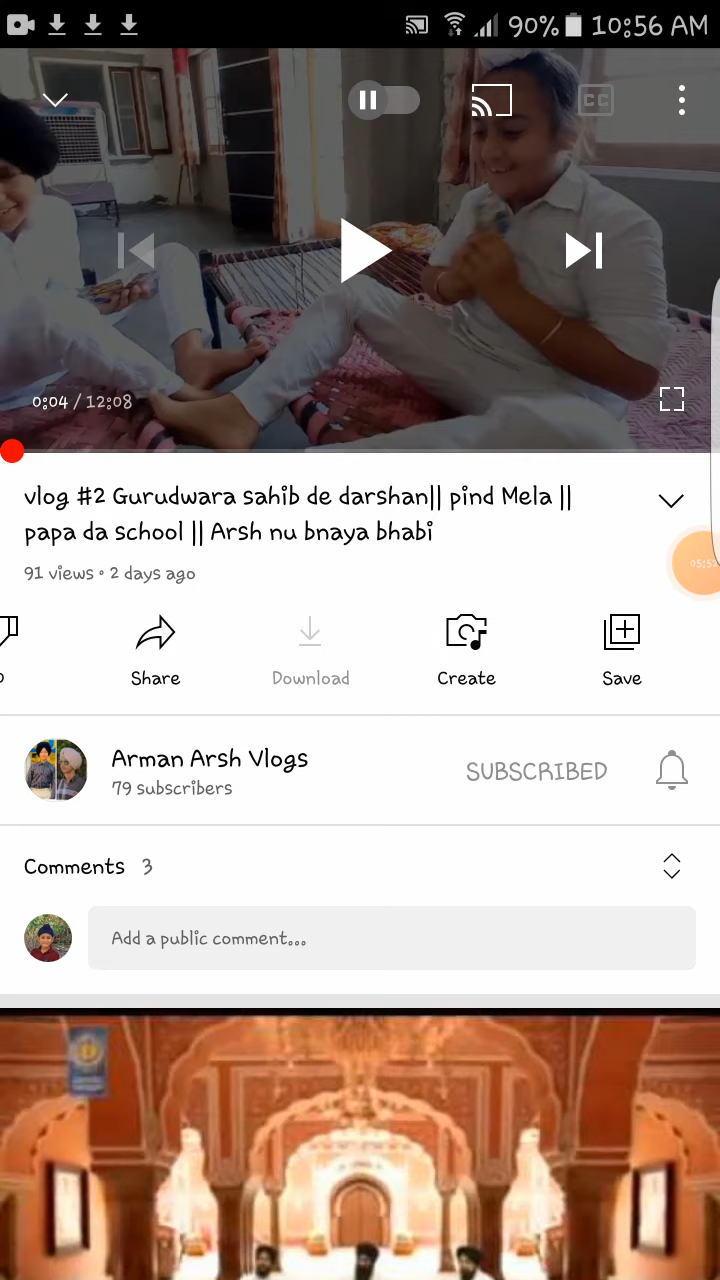 90% 10:56 AM
CC
0:04 / 12:08
vlog #2 Gurudwara sahib de darshan|| pind Mela ||
papa da school || Arsh nu bnaya bhabi
91 views • 2 days ago
Share Download Create Save
Arman Arsh Vlogs
79 subscribers
SUBSCRIBED
Comments 3
Add a public comment...